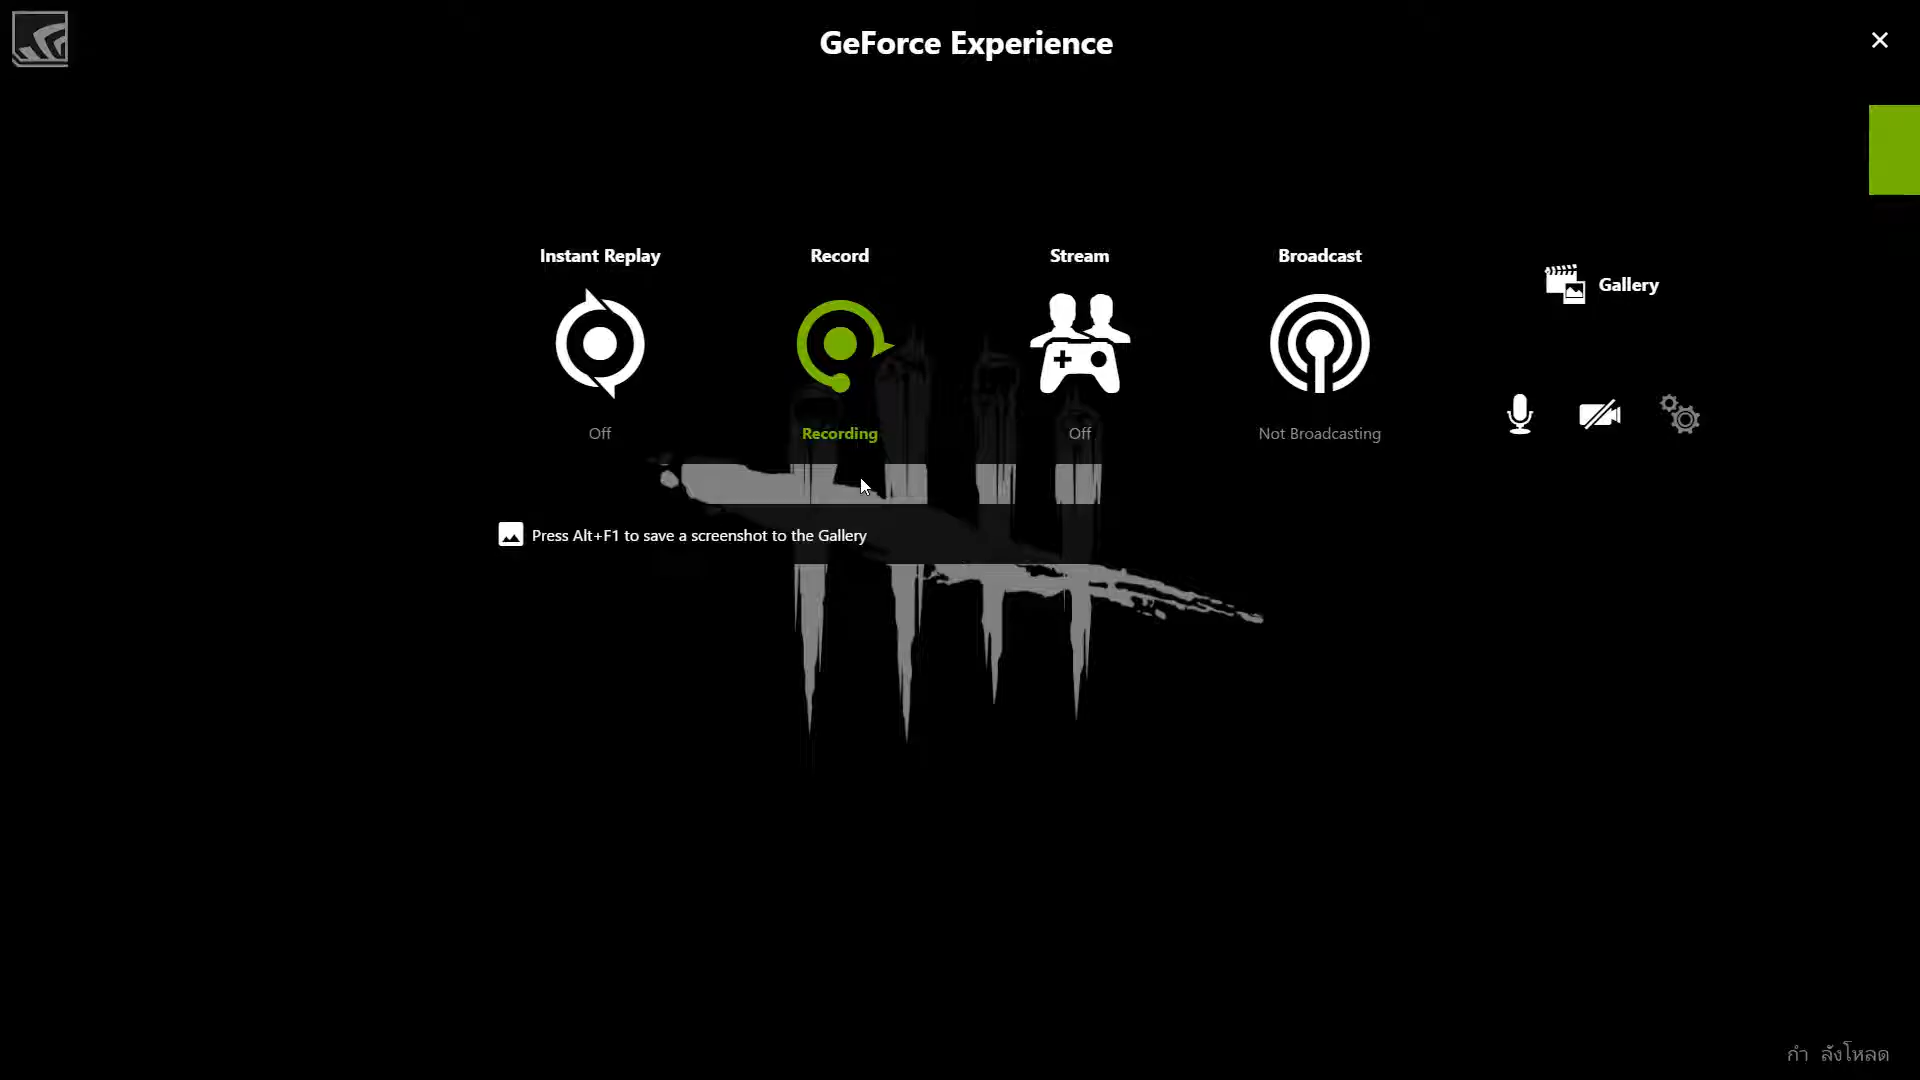 GeForce Experience
Instant Replay
Record
Stream
Broadcast
Gallery
Off
Recording
Off
Not Broadcasting
Press Alt+F1 to save a screenshot to the Gallery
กำ ลังโหลด